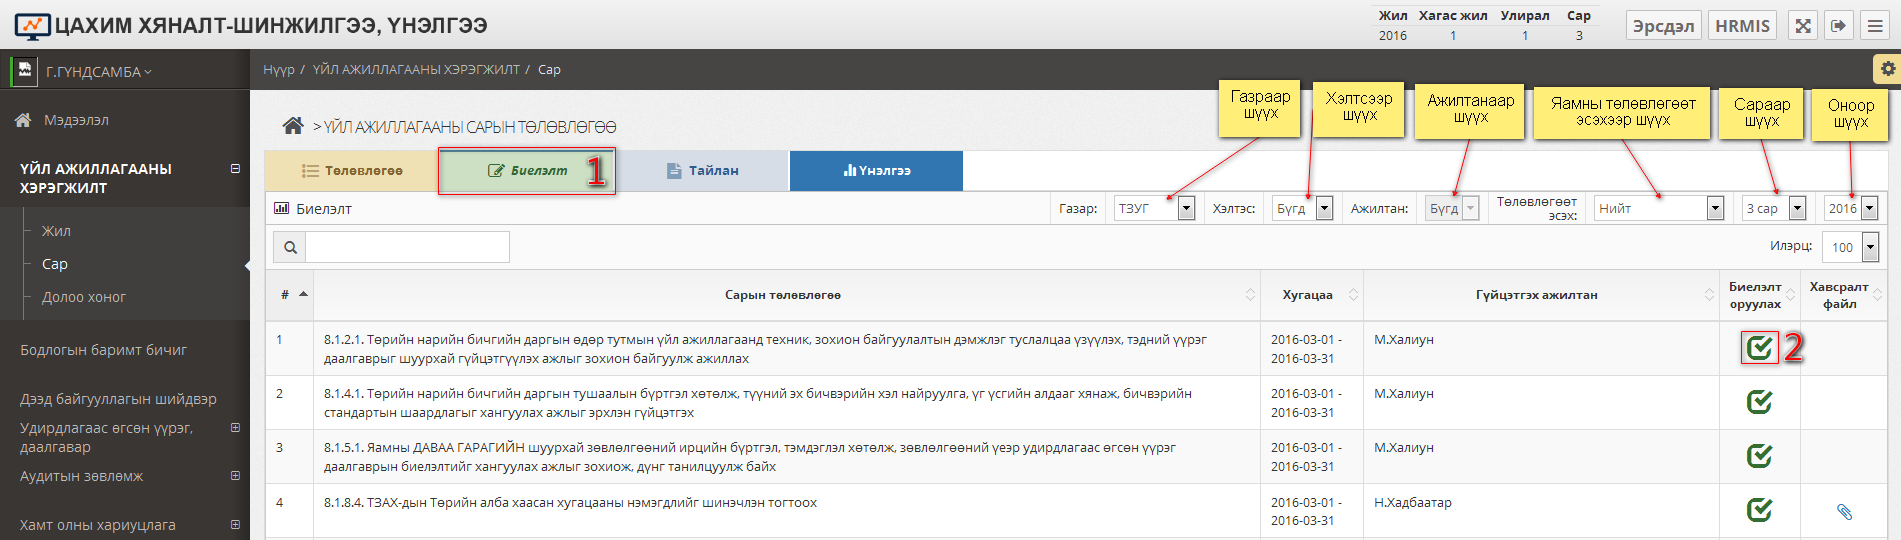 ЦАХИМ ХЯНАЛТ-ШИНЖИЛГЭЭ, ҮНЭЛГЭЭ
Жил Хагас жил Улирал Сар
2016 1 1 3
Эрсдэл HRMIS
Г.ГҮНДСАМБА
Нүүр / ҮЙЛ АЖИЛЛАГААНЫ ХЭРЭГЖИЛТ / Сар
Мэдээлэл
ҮЙЛ АЖИЛЛАГААНЫ
ХЭРЭГЖИЛТ
Жил
Сар
Долоо хоног
Бодлогын баримт бичиг
Дээд байгууллагын шийдвэр
Удирдлагаас өгсөн үүрэг,
даалгавар
Аудитын зөвлөмж
Хамт олны хариуцлага
Газраар
шүүх
Хэлтсээр
шүүх
Ажилтанаар
шүүх
Яамны төлөвлөгөөт
эсэхээр шүүх
Сараар
шүүх
Оноор
шүүх
> ҮЙЛ АЖИЛЛАГААНЫ САРЫН ТӨЛӨВЛӨГӨӨ
Төлөвлөгөө
Биелэлт 1
Тайлан
Үнэлгээ
Биелэлт
Газар: ТЗУГ Хэлтэс: Бүгд Ажилтан: Бүгд Төлөвлөгөөт
эсэх: Нийт 3 сар 2016
Илэрц: 100
# Сарын төлөвлөгөө Хугацаа Гүйцэтгэх ажилтан Биелэлт
оруулах Хавсралт
файл
1 8.1.2.1. Төрийн нарийн бичгийн даргын өдөр тутмын үйл ажиллагаанд техник, зохион байгуулалтын дэмжлэг туслалцаа үзүүлэх, тэдний үүрэг 2016-03-01 - М.Халиун
даалгаврыг шуурхай гүйцэтгүүлэх ажлыг зохион байгуулж ажиллах 2016-03-31 2
2 8.1.4.1. Төрийн нарийн бичгийн даргын тушаалын бүртгэл хөтөлж, түүний эх бичвэрийн хэл найруулга, үг үсгийн алдааг хянаж, бичвэрийн 2016-03-01 - М.Халиун
стандартын шаардлагыг хангуулах ажлыг эрхлэн гүйцэтгэх 2016-03-31
3 8.1.5.1. Яамны ДАВАА ГАРАГИЙН шуурхай зөвлөлгөөний ирцийн бүртгэл, тэмдэглэл хөтөлж, зөвлөлгөөний үеэр удирдлагаас өгсөн үүрэг 2016-03-01 - М.Халиун
даалгаврын биелэлтийг хангуулах ажлыг зохиож, дүнг танилцуулж байх 2016-03-31
4 8.1.8.4. ТЗАХ-дын Төрийн алба хаасан хугацааны нэмэгдлийг шинэчлэн тогтоох 2016-03-01 - Н.Хадбаатар
2016-03-31